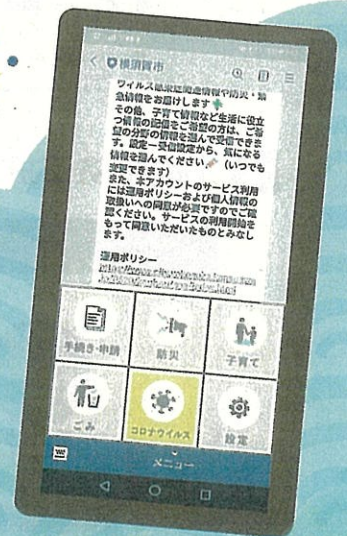 横須賀市
ウイルス感染症関連情報や防災・緊
急情報をお届けします
その他、子育て情報など生活に役立
つ情報の配信をご希望の方は、ご希
望の分野の情報を選んで受信できま
す。設定－受信設定から、気になる
情報を選んでください（いつでも
変更できます）
また、本アカウントのサービス利用
には運用ポリシーおよび個人情報の
取扱いへの同意が必要ですのでご確
認ください。サービスの利用開始を
もって同意いただいたものとみなし
ます。
運用ポリシー
手続き・申請
防災
子育て
ごみ
コロナウイルス
設定
メニュー